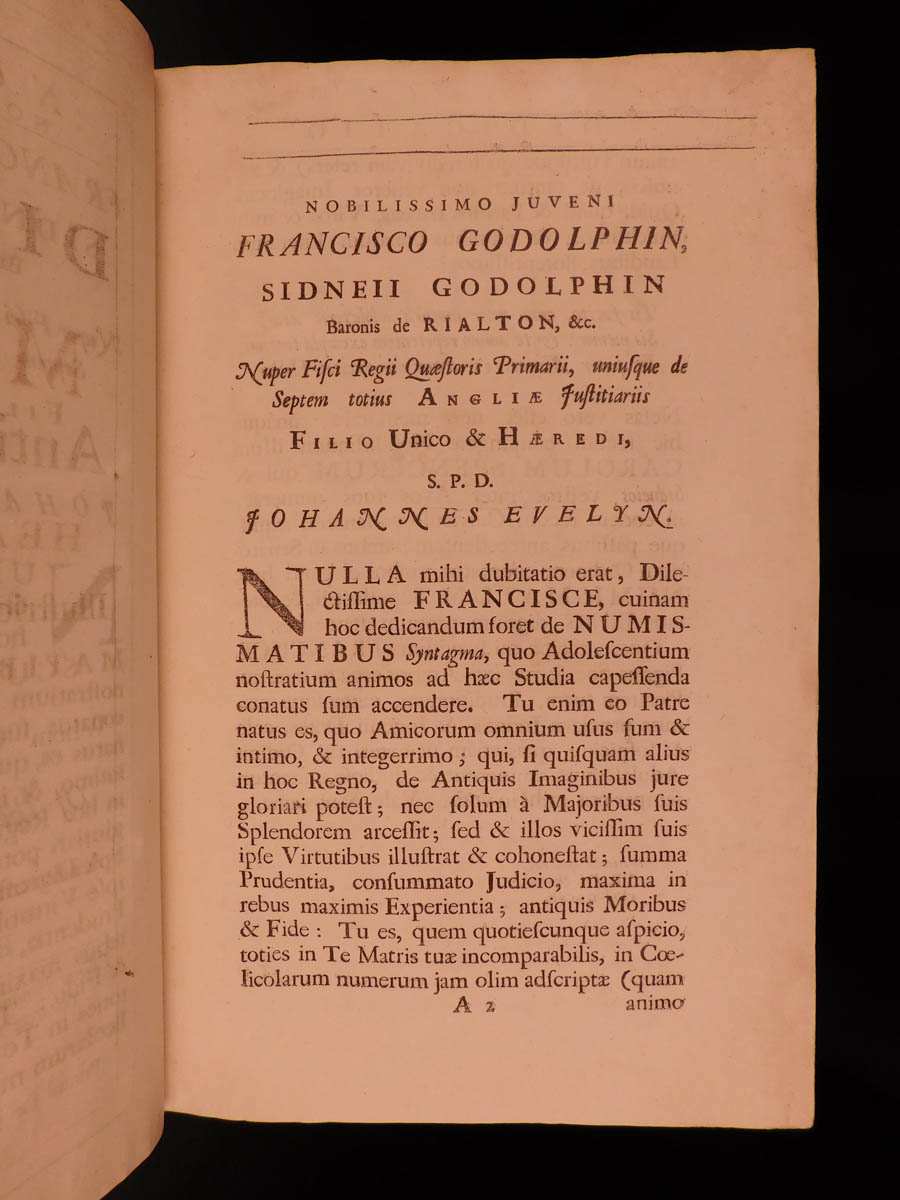 NOBILISSIMO JUVENI
FRANCISCO GODOLPHIN,
SIDNEII GODOLPHIN
Baronis de RIALTON, &c.
Nuper Fiſci Regii Quæſtoris Primarii, uniuſque de
Septem totius ANGLIÆ Juſtitiariis
FILIO Unico & HÆREDI,
S. P. D.
JOHANNES EVELYN.
NULLA mihi dubitatio erat, Dile-
ctiſſime FRANCISCE, cuinam
hoc dedicandum foret de NUMIS-
MATIBUS Syntagma, quo Adoleſcentium
noſtratium animos ad hæc Studia capeſſenda
conatus ſum accendere. Tu enim eo Patre
natus es, quo Amicorum omnium uſus ſum &
intimo, & integerrimo; qui, ſi quiſquam alius
in hoc Regno, de Antiquis Imaginibus jure
gloriari poteſt; nec ſolum à Majoribus ſuis
Splendorem arceſſit; ſed & illos viciſſim ſuis
ipſe Virtutibus illuſtrat & cohoneſtat; ſumma
Prudentia, conſummato Judicio, maxima in
rebus maximis Experientia; antiquis Moribus
& Fide: Tu es, quem quotieſcunque aſpicio,
toties in Te Matris tuæ incomparabilis, in Cœ-
licolarum numerum jam olim adſcriptæ (quam
A 2 animo